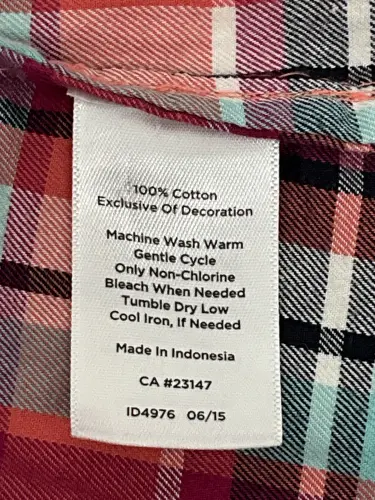 100% Cotton
Exclusive Of Decoration
Machine Wash Warm
Gentle Cycle
Only Non-Chlorine
Bleach When Needed
Tumble Dry Low
Cool Iron, If Needed
Made In Indonesia
CA #23147
ID4976 06/15